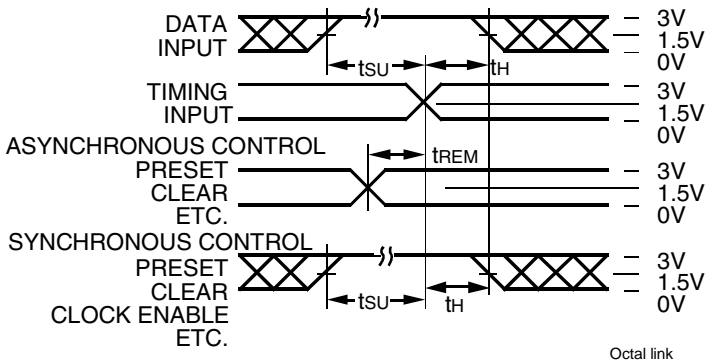 DATA
INPUT
3V
1.5V
0V
tSU
tH
TIMING
INPUT
3V
1.5V
0V
ASYNCHRONOUS CONTROL
tREM
PRESET
CLEAR
ETC.
3V
1.5V
0V
SYNCHRONOUS CONTROL
PRESET
CLEAR
CLOCK ENABLE
ETC.
3V
1.5V
0V
tSU
tH
Octal link